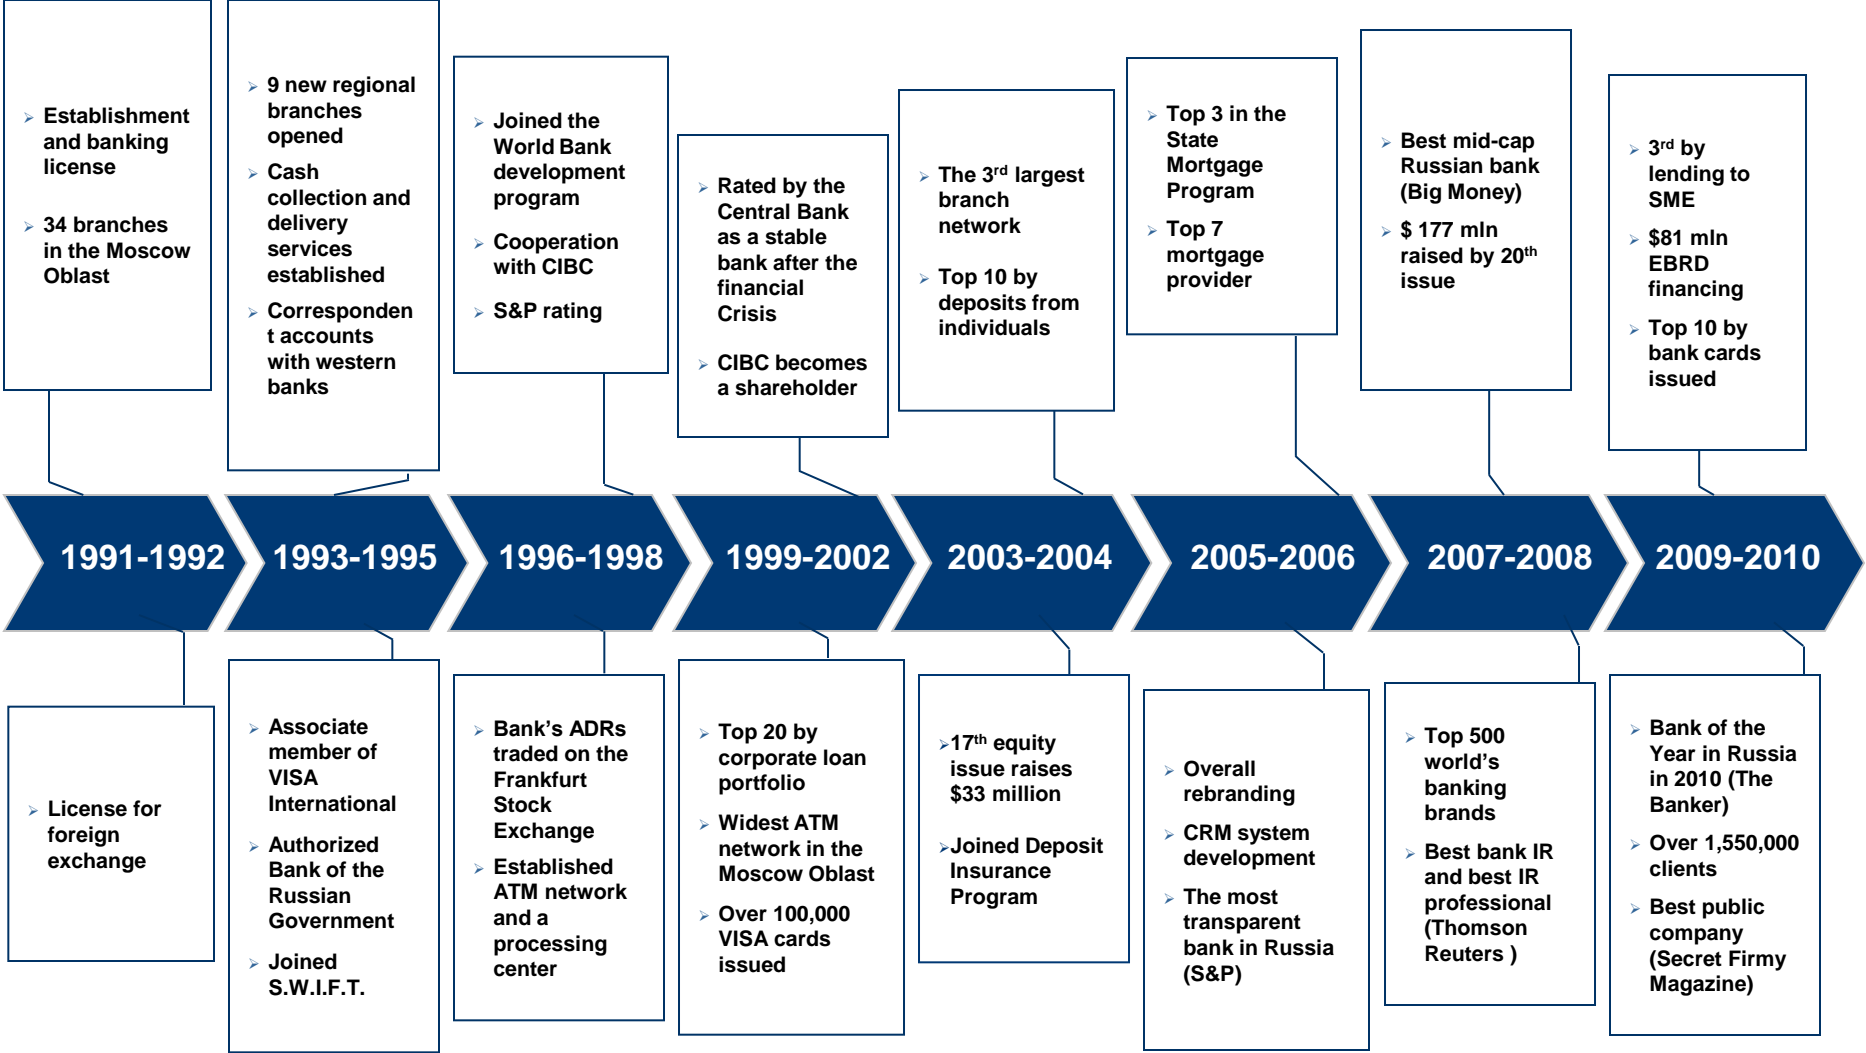 Establishment
and banking
license
34 branches
in the Moscow
Oblast
9 new regional
branches
opened
Cash
collection and
delivery
services
established
Corresponden
t accounts
with western
banks
Joined the
World Bank
development
program
Cooperation
with CIBC
S&P rating
Rated by the
Central Bank
as a stable
bank after the
financial
Crisis
CIBC becomes
a shareholder
The 3rd largest
branch
network
Top 10 by
deposits from
individuals
Top 3 in the
State
Mortgage
Program
Top 7
mortgage
provider
Best mid-cap
Russian bank
(Big Money)
$ 177 mln
raised by 20th
issue
3rd by
lending to
SME
$81 mln
EBRD
financing
Top 10 by
bank cards
issued
1991-1992
1993-1995
1996-1998
1999-2002
2003-2004
2005-2006
2007-2008
2009-2010
License for
foreign
exchange
Associate
member of
VISA
International
Authorized
Bank of the
Russian
Government
Joined
S.W.I.F.T.
Bank’s ADRs
traded on the
Frankfurt
Stock
Exchange
Established
ATM network
and a
processing
center
Top 20 by
corporate loan
portfolio
Widest ATM
network in the
Moscow Oblast
Over 100,000
VISA cards
issued
17th equity
issue raises
$33 million
Joined Deposit
Insurance
Program
Overall
rebranding
CRM system
development
The most
transparent
bank in Russia
(S&P)
Top 500
world’s
banking
brands
Best bank IR
and best IR
professional
(Thomson
Reuters )
Bank of the
Year in Russia
in 2010 (The
Banker)
Over 1,550,000
clients
Best public
company
(Secret Firmy
Magazine)